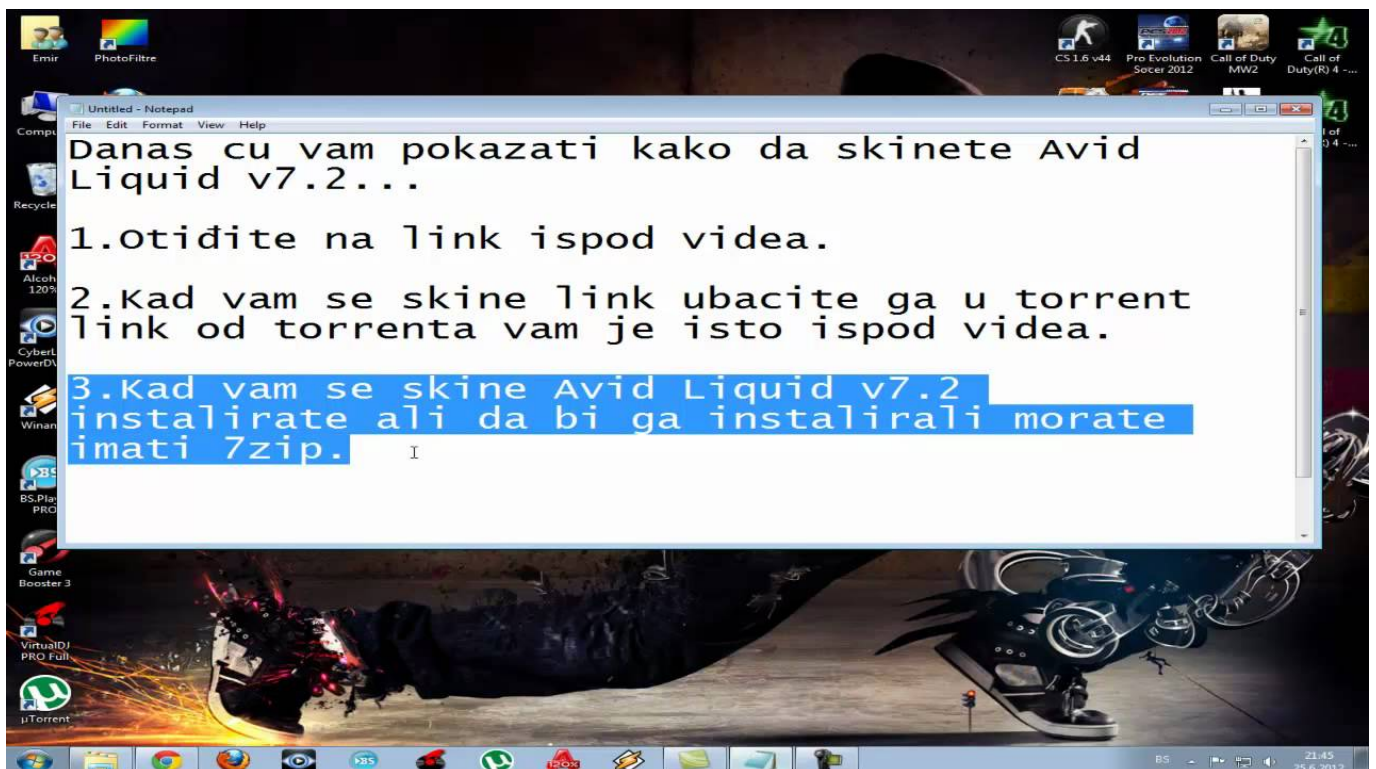 Emir
PhotoFiltre
CS 1.6 v44
Pro Evolution
Socer 2012
Call of Duty
MW2
Call of
Duty(R) 4 -...
Untitled - Notepad
File Edit Format View Help
Danas cu vam pokazati kako da skinete Avid
Liquid v7.2...
1.Otiđite na link ispod videa.
2.Kad vam se skine link ubacite ga u torrent
link od torrenta vam je isto ispod videa.
3.Kad vam se skine Avid Liquid v7.2
instalirate ali da bi ga instalirali morate
imati 7zip.
Game
Booster 3
VirtualDJ
PRO Full
µTorrent
BS
21:45
25.6.2012